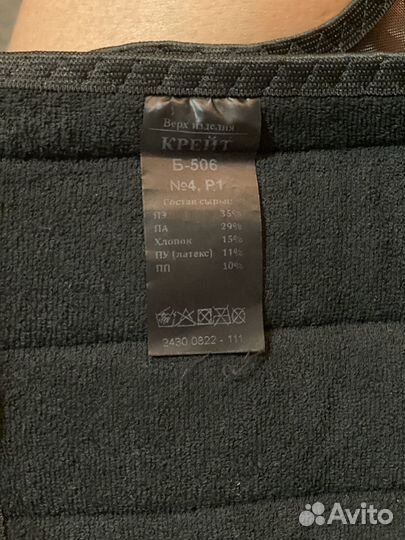 Верх изделия
КРЕЙТ
Б-506
№4, Р.1
Состав сырья:
ПЭ 35%
ПА 29%
Хлопок 15%
ПУ (латекс) 11%
ПП 10%
2430 0822 - 111
Avito